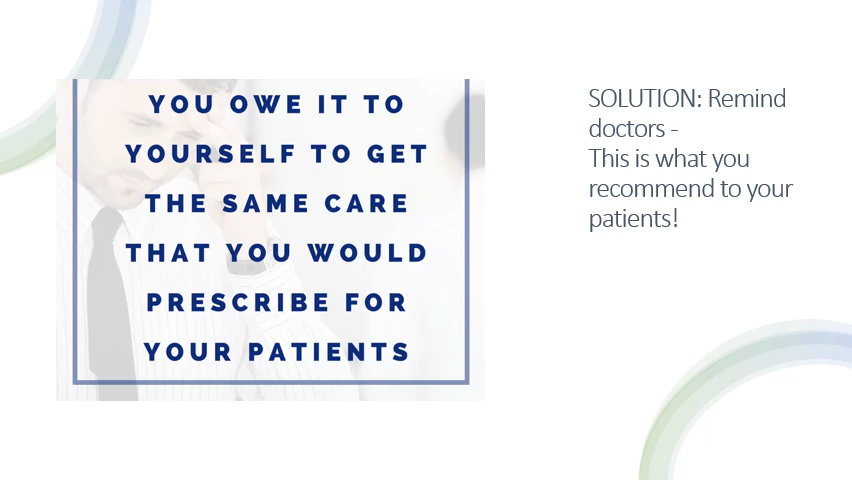 YOU OWE IT TO
YOURSELF TO GET
THE SAME CARE
THAT YOU WOULD
PRESCRIBE FOR
YOUR PATIENTS
SOLUTION: Remind
doctors -
This is what you
recommend to your
patients!